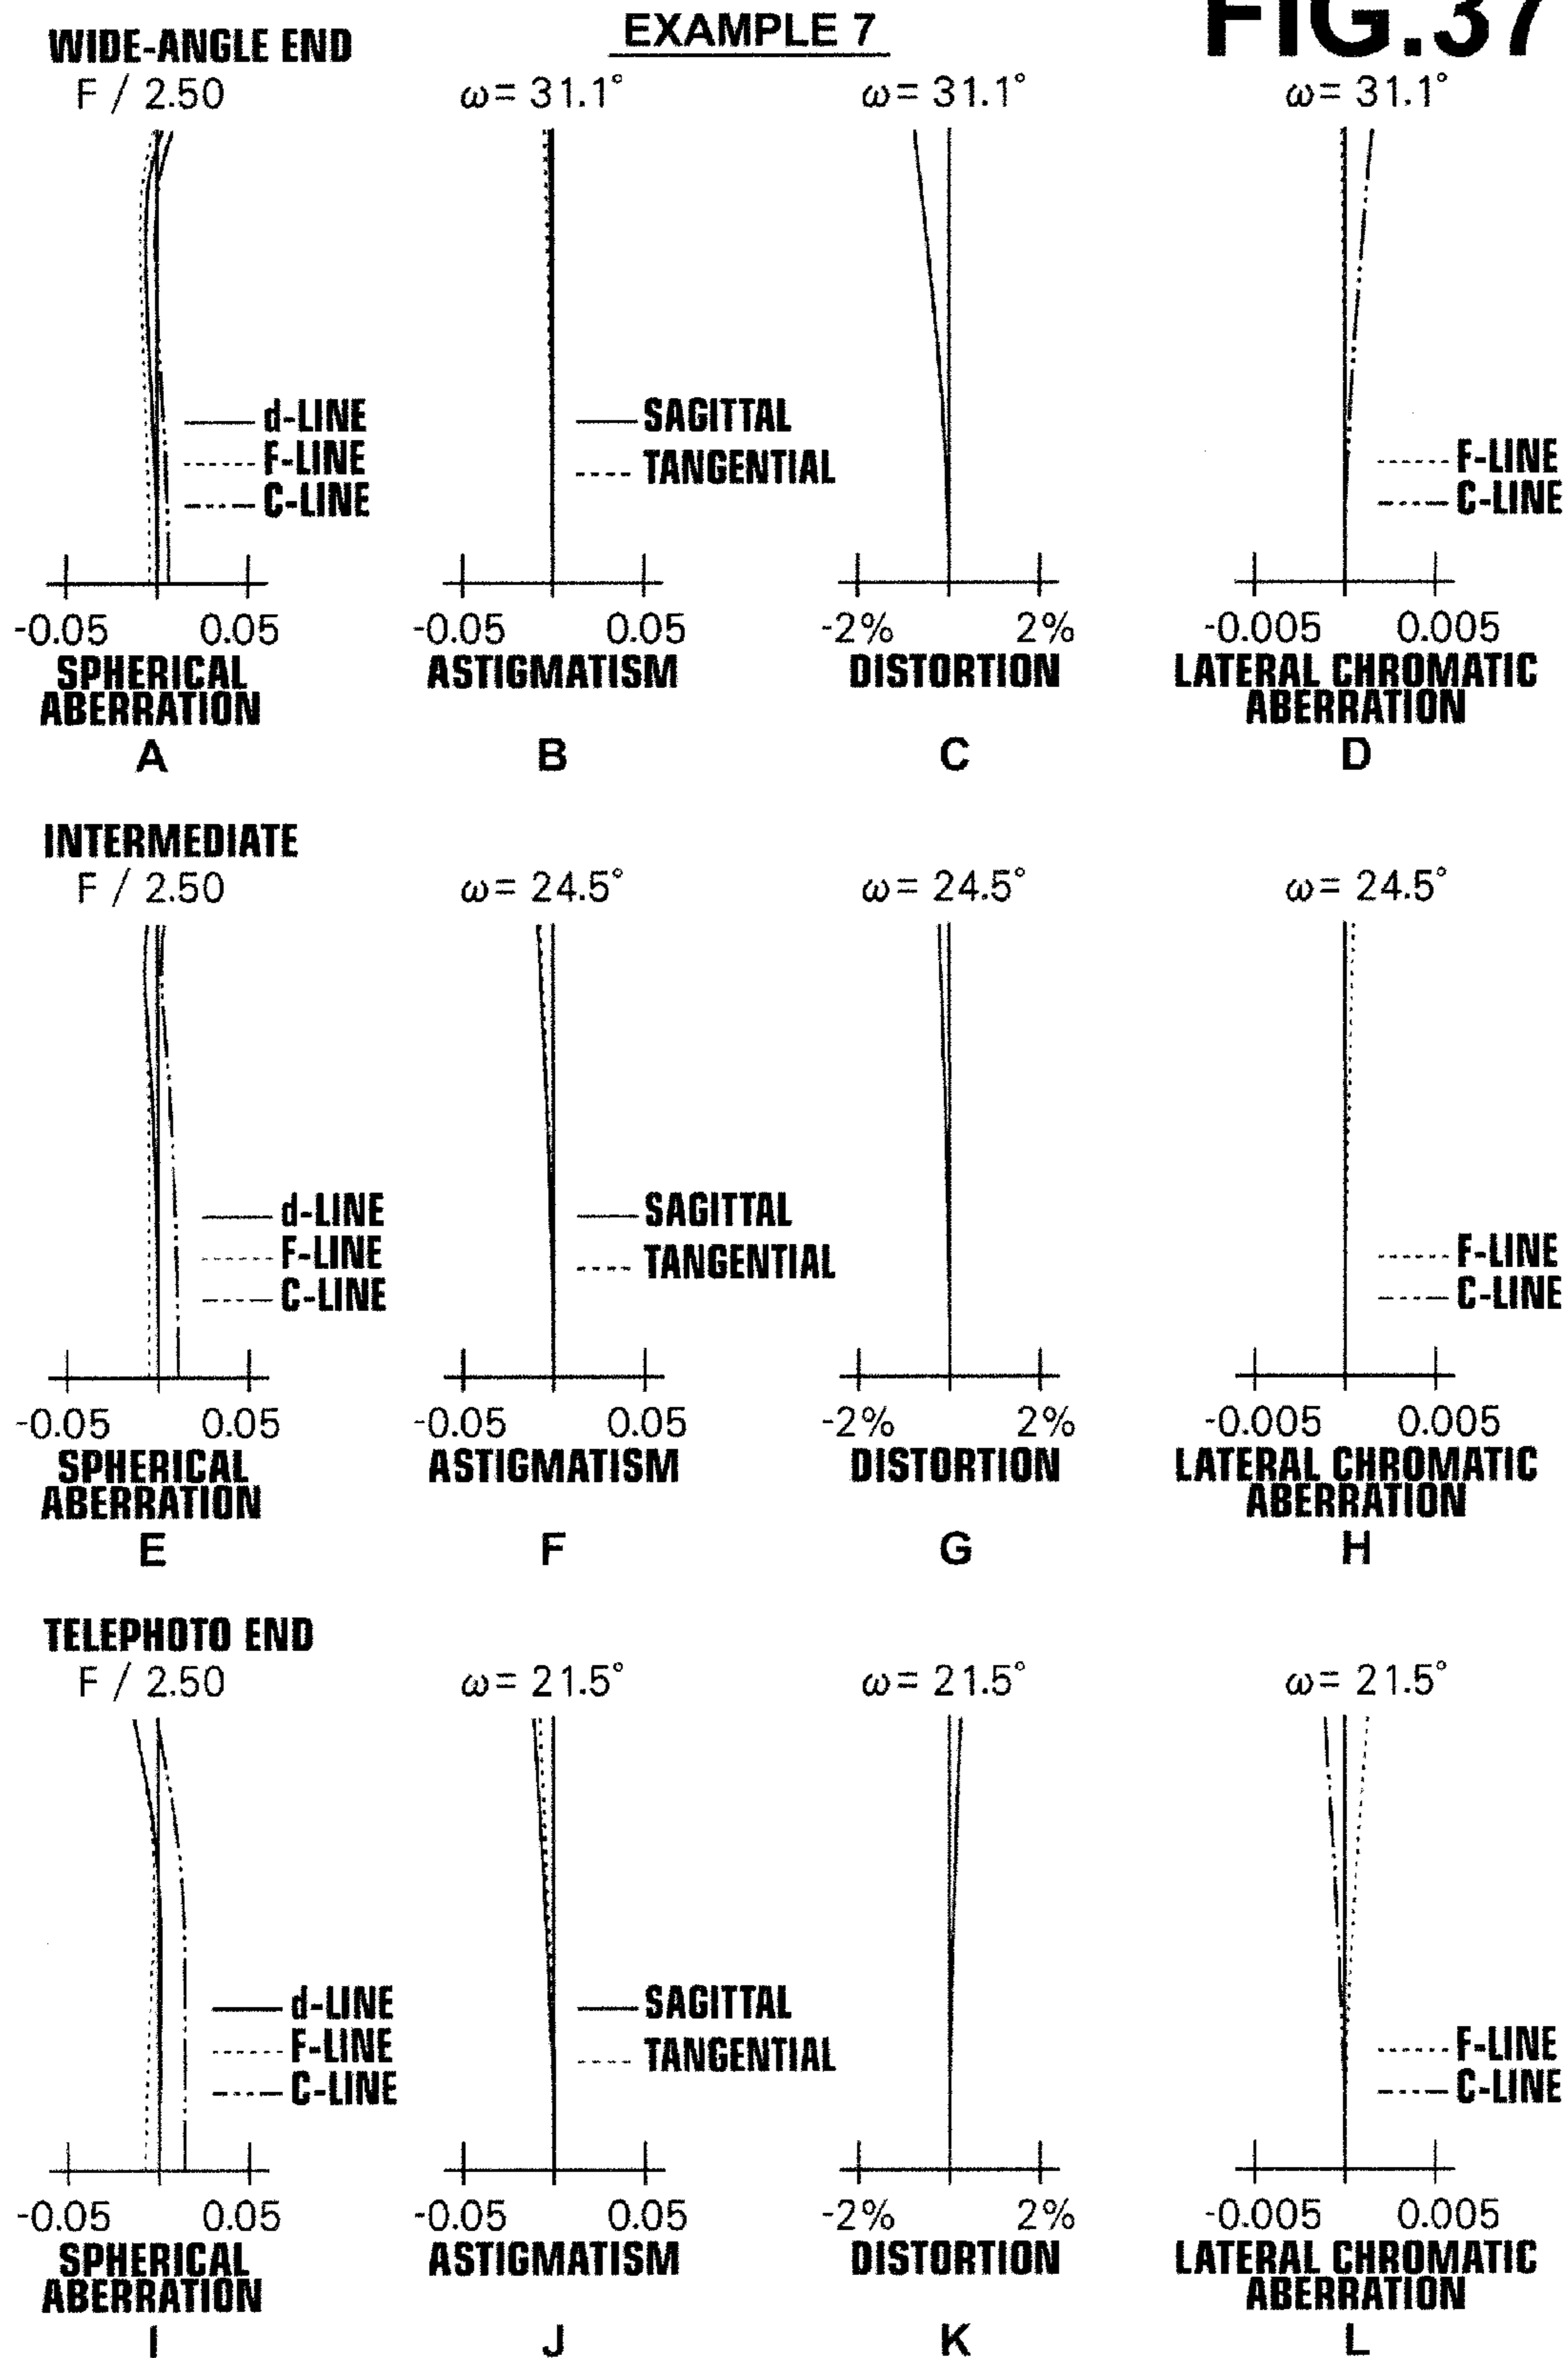 FIG.37
EXAMPLE 7
WIDE-ANGLE END
F / 2.50
ω= 31.1°
ω= 31.1°
ω= 31.1°
d-LINE
F-LINE
C-LINE
SAGITTAL
TANGENTIAL
F-LINE
C-LINE
-0.05 0.05
-0.05 0.05
-2% 2%
-0.005 0.005
SPHERICAL
ABERRATION
ASTIGMATISM
DISTORTION
LATERAL CHROMATIC
ABERRATION
A
B
C
D
INTERMEDIATE
F / 2.50
ω= 24.5°
ω= 24.5°
ω= 24.5°
d-LINE
F-LINE
C-LINE
SAGITTAL
TANGENTIAL
F-LINE
C-LINE
-0.05 0.05
-0.05 0.05
-2% 2%
-0.005 0.005
SPHERICAL
ABERRATION
ASTIGMATISM
DISTORTION
LATERAL CHROMATIC
ABERRATION
E
F
G
H
TELEPHOTO END
F / 2.50
ω= 21.5°
ω= 21.5°
ω= 21.5°
d-LINE
F-LINE
C-LINE
SAGITTAL
TANGENTIAL
F-LINE
C-LINE
-0.05 0.05
-0.05 0.05
-2% 2%
-0.005 0.005
SPHERICAL
ABERRATION
ASTIGMATISM
DISTORTION
LATERAL CHROMATIC
ABERRATION
I
J
K
L